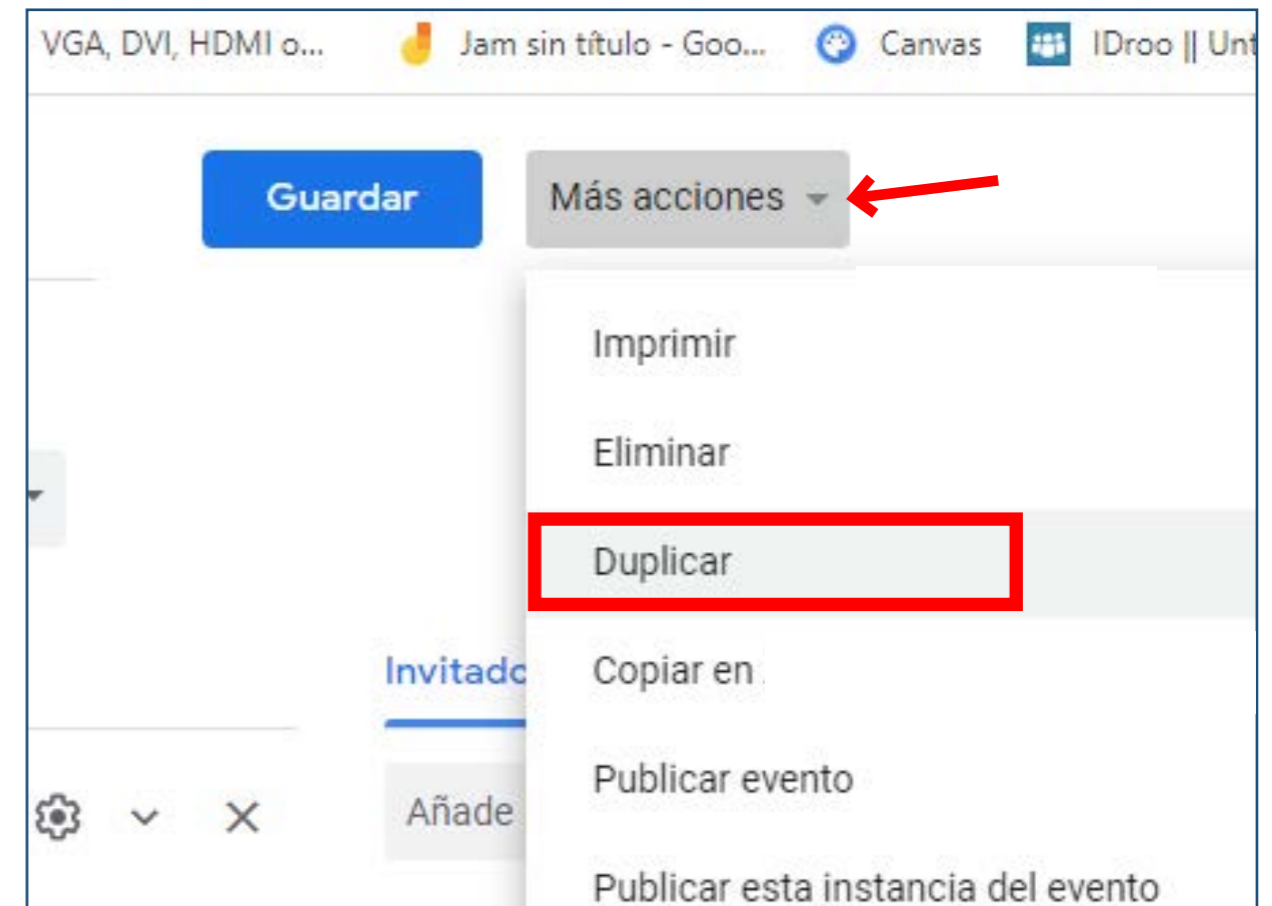 VGA, DVI, HDMI o... Jam sin título - Goo... Canvas IDroo || Unt
Guardar Más acciones
Imprimir
Eliminar
Duplicar
Invitado Copiar en
Publicar evento
Añade
Publicar esta instancia del evento